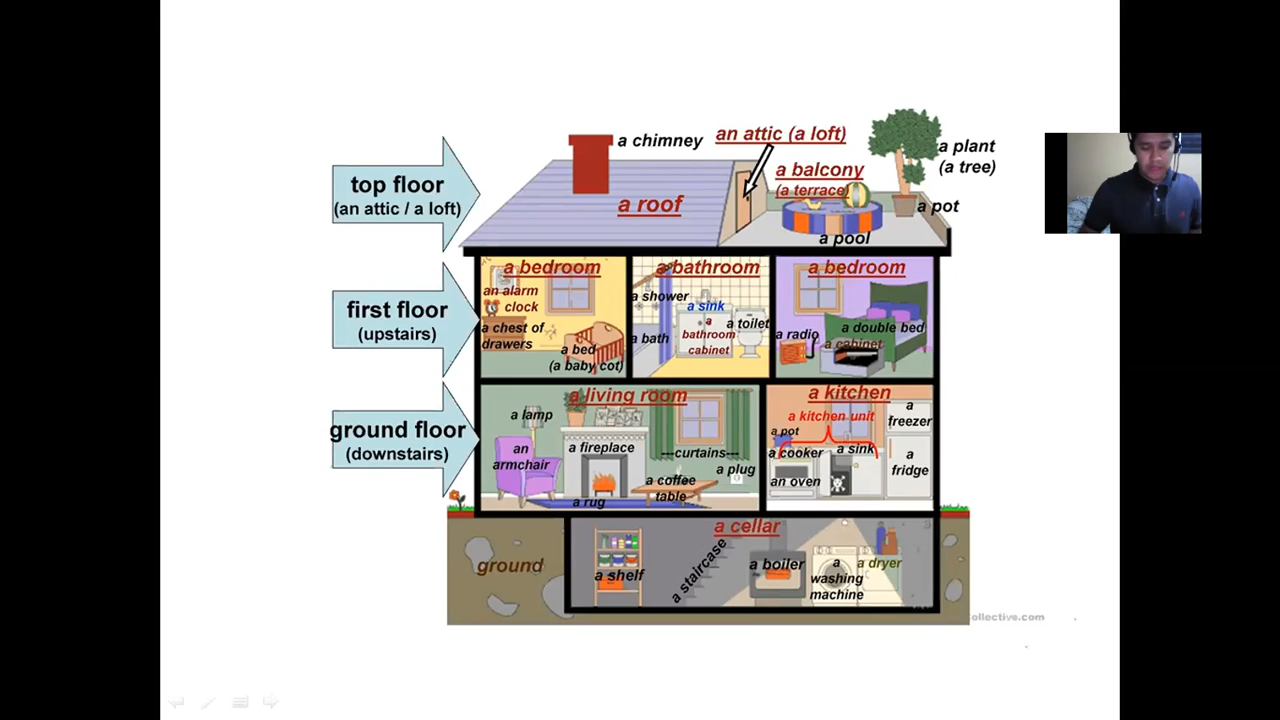 a chimney
an attic (a loft)
a plant
(a tree)
a balcony
(a terrace)
top floor
(an attic / a loft)
a roof
a pot
a pool
a bedroom
a bathroom
a bedroom
an alarm
clock
a shower
a sink
first floor
(upstairs)
a chest of
drawers
a bath
a
bathroom
cabinet
a toilet
a radio
a double bed
a cabinet
a bed
(a baby cot)
a living room
a kitchen
ground floor
(downstairs)
a lamp
a kitchen unit
a
freezer
a pot
an
armchair
a fireplace
---curtains---
a plug
a cooker
a sink
a
fridge
a coffee
table
an oven
a rug
a cellar
ground
a shelf
a staircase
a boiler
a
washing
machine
a dryer
ollective.com